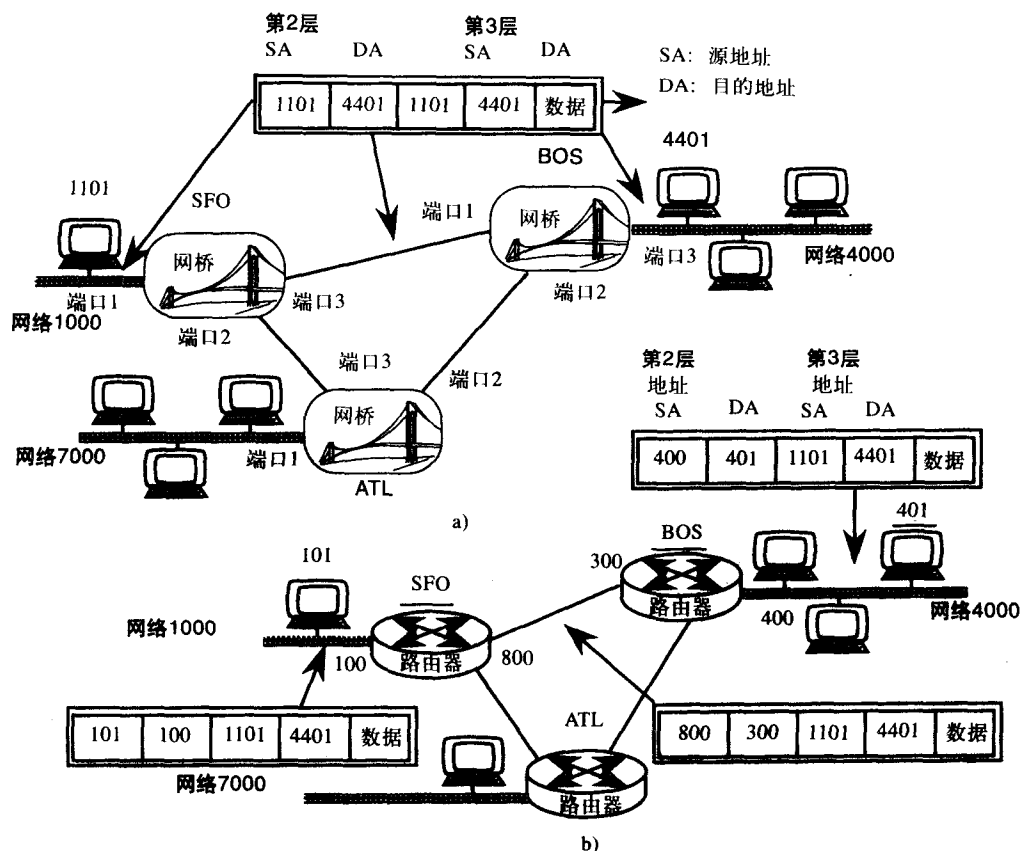 第2层 第3层
SA DA SA DA
SA: 源地址
DA: 目的地址
1101 4401 1101 4401 数据
BOS
4401
1101
SFO
端口1
网桥
网桥
端口3
网络4000
端口1
端口3
端口2
网络1000
端口2
端口3
端口2
网桥
网络7000
端口1
ATL
a)
第2层 第3层
地址 地址
SA DA SA DA
400 401 1101 4401 数据
401
BOS
101
300
SFO
路由器
400
网络4000
网络1000
100
路由器
800
101 100 1101 4401 数据
ATL
800 300 1101 4401 数据
网络7000
路由器
b)